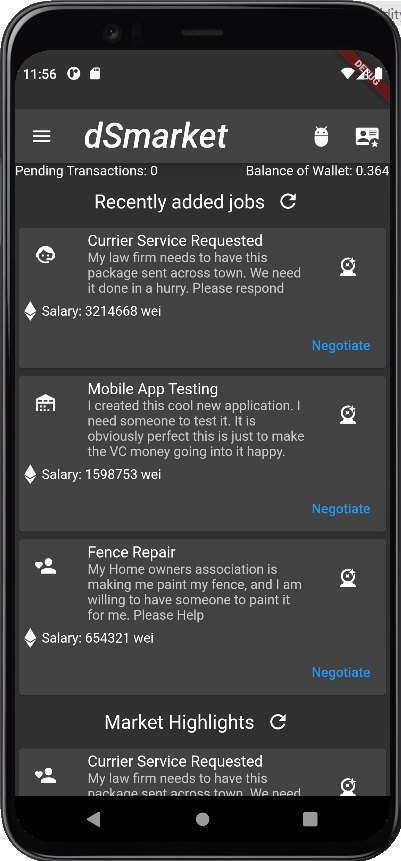 11:56
DEBUG
dSmarket
Pending Transactions: 0
Balance of Wallet: 0.364
Recently added jobs
Currier Service Requested
My law firm needs to have this
package sent across town. We need
it done in a hurry. Please respond
Salary: 3214668 wei
Negotiate
Mobile App Testing
I created this cool new application. I
need someone to test it. It is
obviously perfect this is just to make
the VC money going into it happy.
Salary: 1598753 wei
Negotiate
Fence Repair
My Home owners association is
making me paint my fence, and I am
willing to have someone to paint it
for me. Please Help
Salary: 654321 wei
Negotiate
Market Highlights
Currier Service Requested
My law firm needs to have this
package sent across town. We need